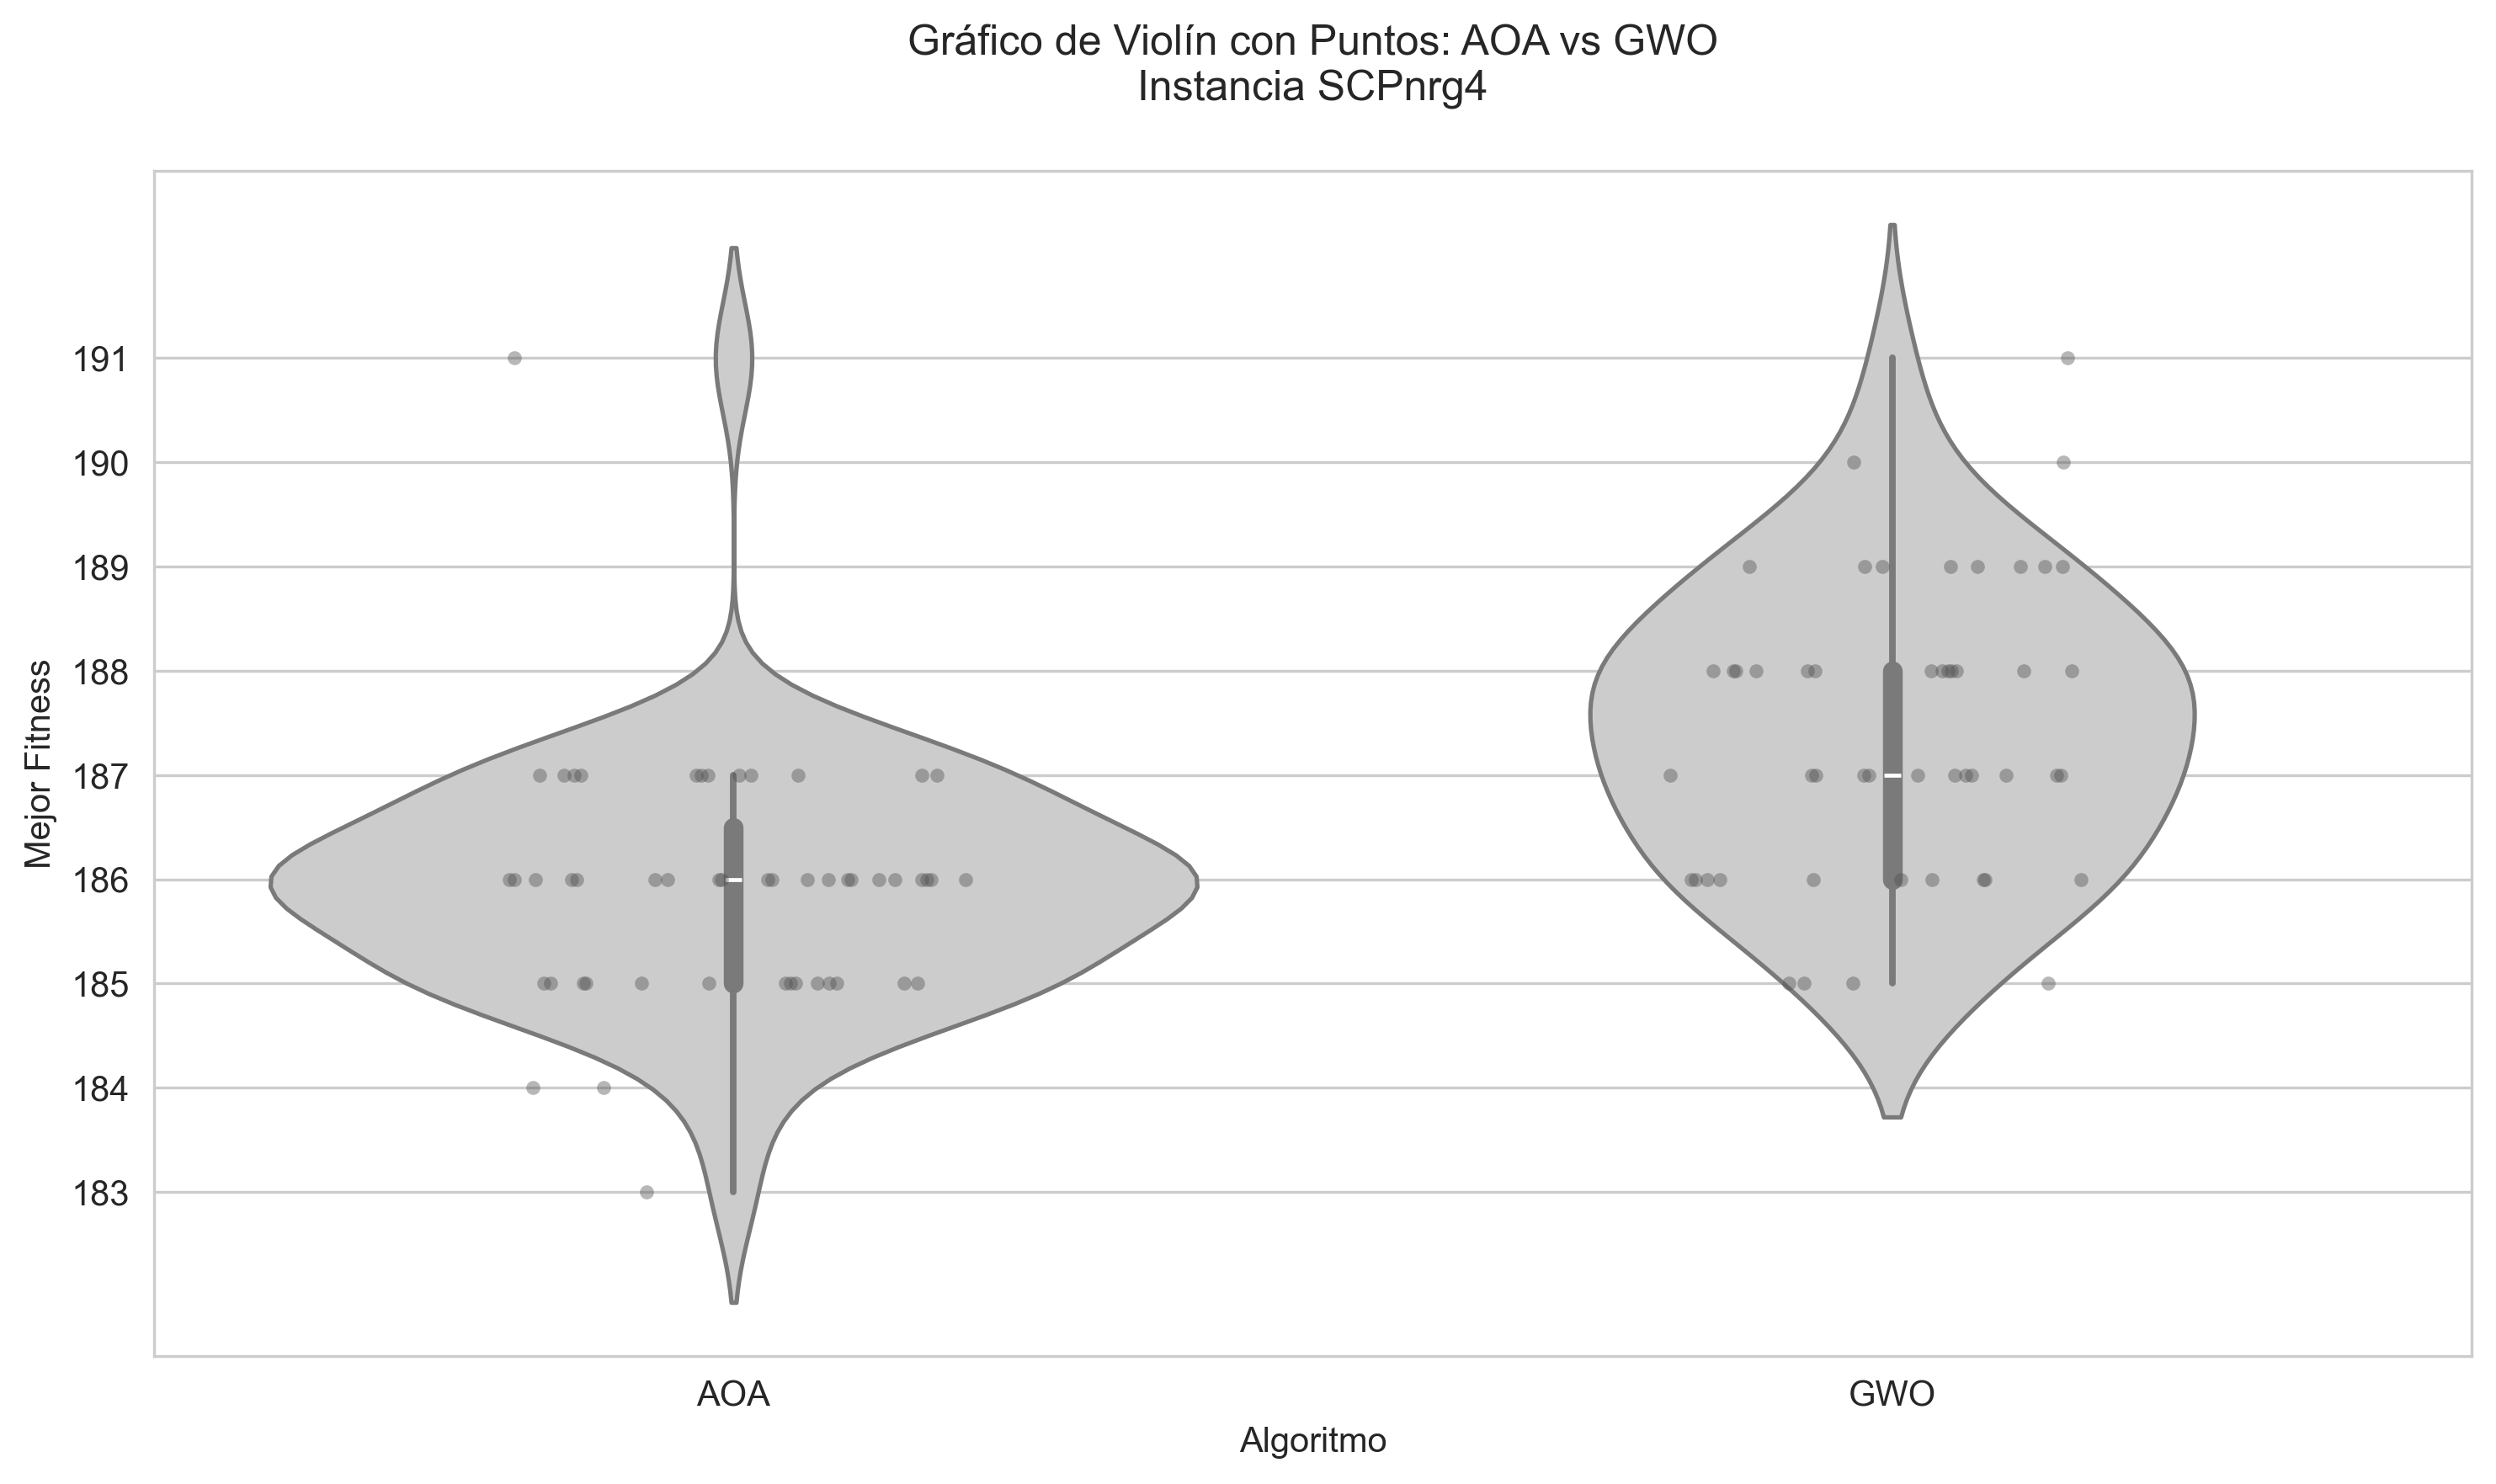 Gráfico de Violín con Puntos: AOA vs GWO
Instancia SCPnrg4
Mejor Fitness
191
190
189
188
187
186
185
184
183
AOA
GWO
Algoritmo